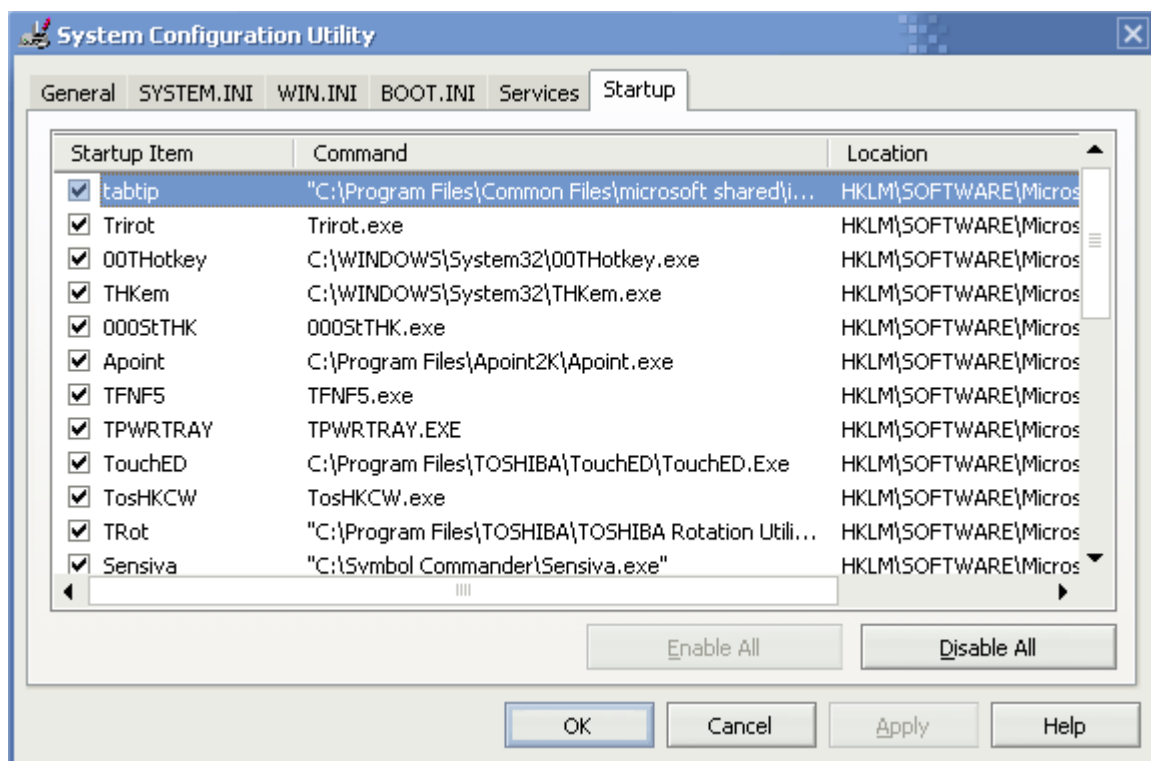 System Configuration Utility
General SYSTEM.INI WIN.INI BOOT.INI Services Startup
Startup Item Command Location
tabtip "C:\Program Files\Common Files\microsoft shared\i... HKLM\SOFTWARE\Micros
Trirot Trirot.exe HKLM\SOFTWARE\Micros
00THotkey C:\WINDOWS\System32\00THotkey.exe HKLM\SOFTWARE\Micros
THKem C:\WINDOWS\System32\THKem.exe HKLM\SOFTWARE\Micros
000StTHK 000StTHK.exe HKLM\SOFTWARE\Micros
Apoint C:\Program Files\Apoint2K\Apoint.exe HKLM\SOFTWARE\Micros
TFNF5 TFNF5.exe HKLM\SOFTWARE\Micros
TPWRTRAY TPWRTRAY.EXE HKLM\SOFTWARE\Micros
TouchED C:\Program Files\TOSHIBA\TouchED\TouchED.Exe HKLM\SOFTWARE\Micros
TosHKCW TosHKCW.exe HKLM\SOFTWARE\Micros
TRot "C:\Program Files\TOSHIBA\TOSHIBA Rotation Utili... HKLM\SOFTWARE\Micros
Sensiva "C:\Symbol Commander\Sensiva.exe" HKLM\SOFTWARE\Micros
Enable All Disable All
OK Cancel Apply Help